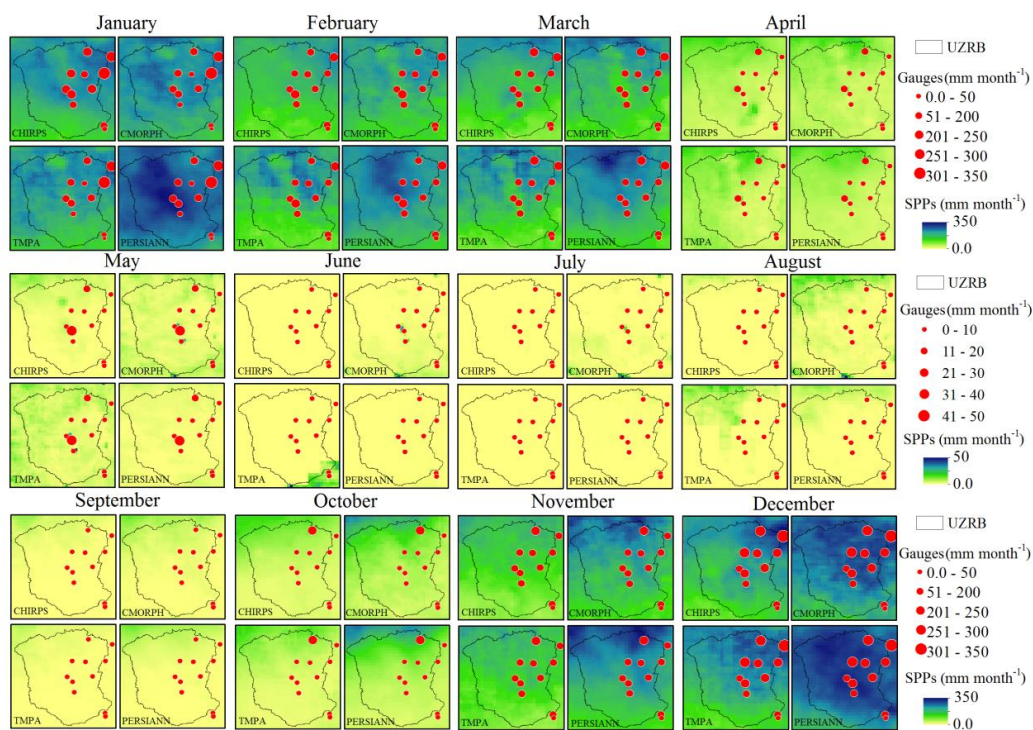 January
February
March
April
CHIRPS
CMORPH
CHIRPS
CMORPH
CHIRPS
CMORPH
CHIRPS
CMORPH
TMPA
PERSIANN
TMPA
PERSIANN
TMPA
PERSIANN
TMPA
PERSIANN
UZRB
Gauges (mm month⁻¹)
0.0 - 50
51 - 200
201 - 250
251 - 300
301 - 350
SPPs (mm month⁻¹)
350
0.0
May
June
July
August
CHIRPS
CMORPH
CHIRPS
CMORPH
CHIRPS
CMORPH
CHIRPS
CMORPH
TMPA
PERSIANN
TMPA
PERSIANN
TMPA
PERSIANN
TMPA
PERSIANN
UZRB
Gauges (mm month⁻¹)
0 - 10
11 - 20
21 - 30
31 - 40
41 - 50
SPPs (mm month⁻¹)
50
0.0
September
October
November
December
CHIRPS
CMORPH
CHIRPS
CMORPH
CHIRPS
CMORPH
CHIRPS
CMORPH
TMPA
PERSIANN
TMPA
PERSIANN
TMPA
PERSIANN
TMPA
PERSIANN
UZRB
Gauges (mm month⁻¹)
0.0 - 50
51 - 200
201 - 250
251 - 300
301 - 350
SPPs (mm month⁻¹)
350
0.0